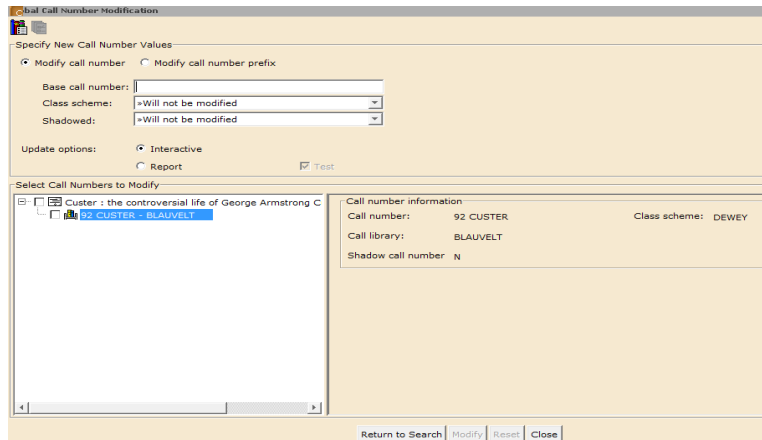 bal Call Number Modification
Specify New Call Number Values
Modify call number Modify call number prefix
Base call number:
Class scheme: »Will not be modified
Shadowed: »Will not be modified
Update options: Interactive
Report Test
Select Call Numbers to Modify
Custer : the controversial life of George Armstrong C
92 CUSTER - BLAUVELT
Call number information
Call number: 92 CUSTER Class scheme: DEWEY
Call library: BLAUVELT
Shadow call number N
Return to Search Modify Reset Close